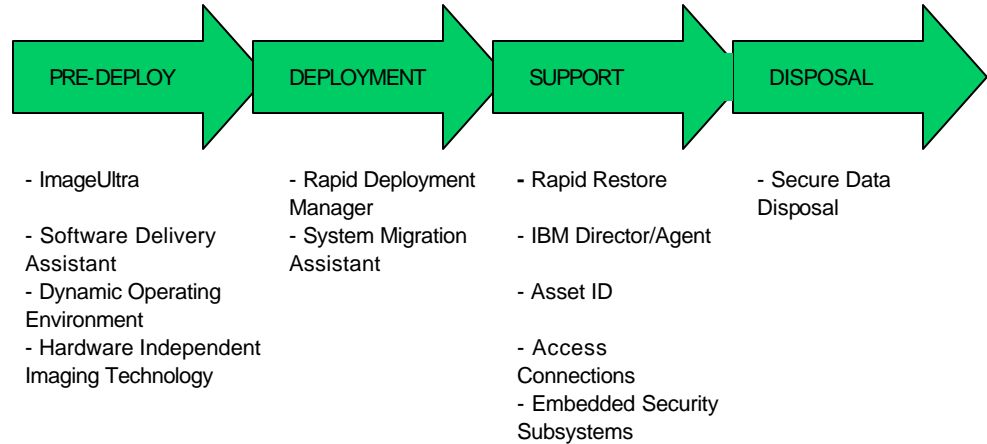 PRE-DEPLOY
DEPLOYMENT
SUPPORT
DISPOSAL
- ImageUltra
- Software Delivery
Assistant
- Dynamic Operating
Environment
- Hardware Independent
Imaging Technology
- Rapid Deployment
Manager
- System Migration
Assistant
- Rapid Restore
- IBM Director/Agent
- Asset ID
- Access
Connections
- Embedded Security
Subsystems
- Secure Data
Disposal